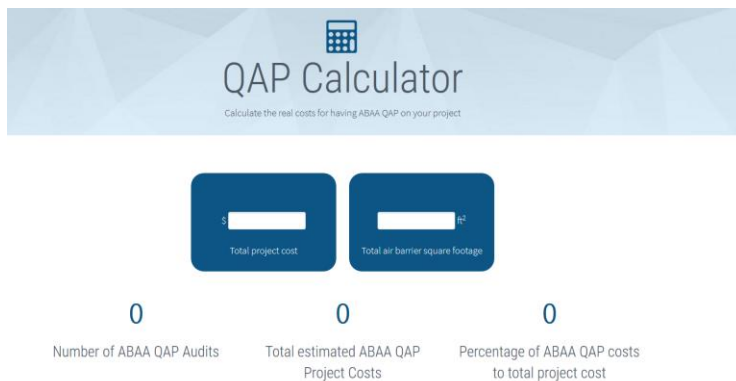 QAP Calculator
Calculate the real costs for having ABAA QAP on your project
$
ft²
Total project cost
Total air barrier square footage
0
0
0
Number of ABAA QAP Audits
Total estimated ABAA QAP
Project Costs
Percentage of ABAA QAP costs
to total project cost